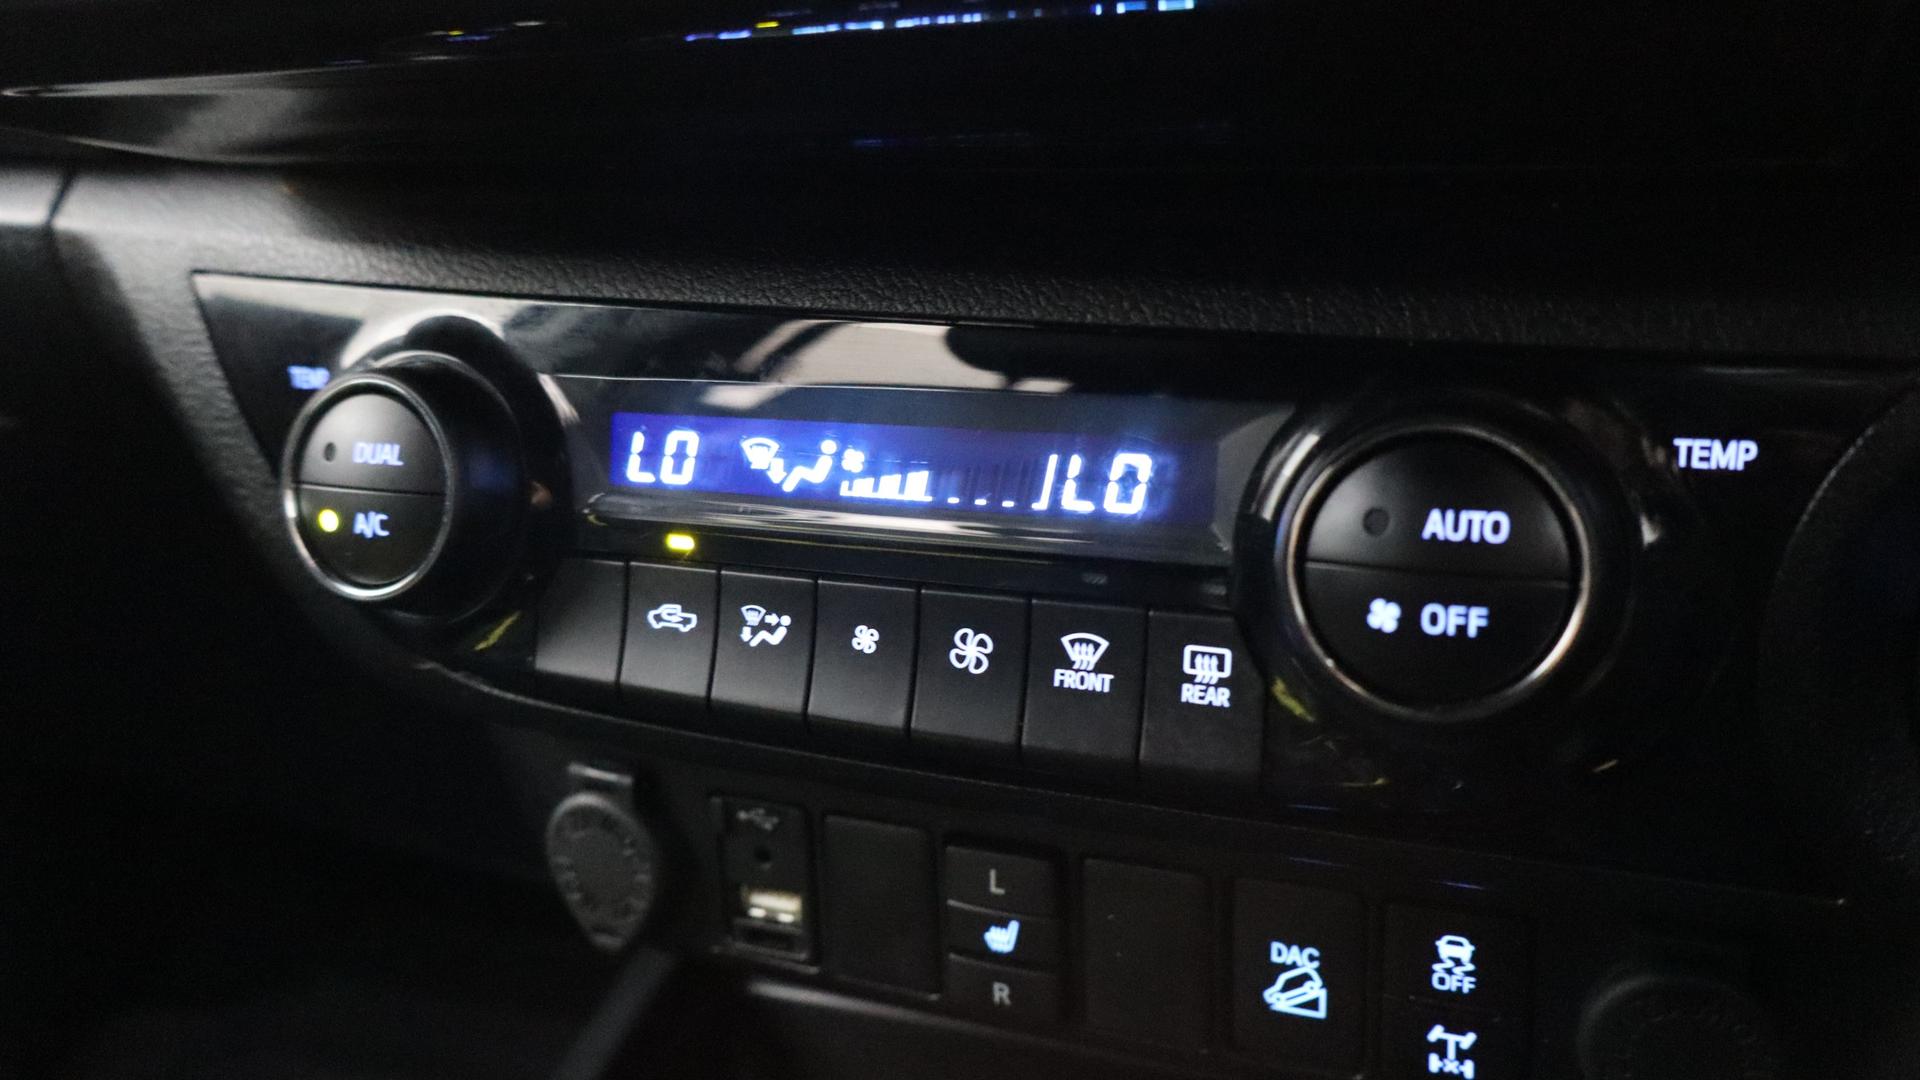 TEMP
DUAL
A/C
LO
LO
TEMP
AUTO
OFF
FRONT
REAR
L
R
DAC
OFF